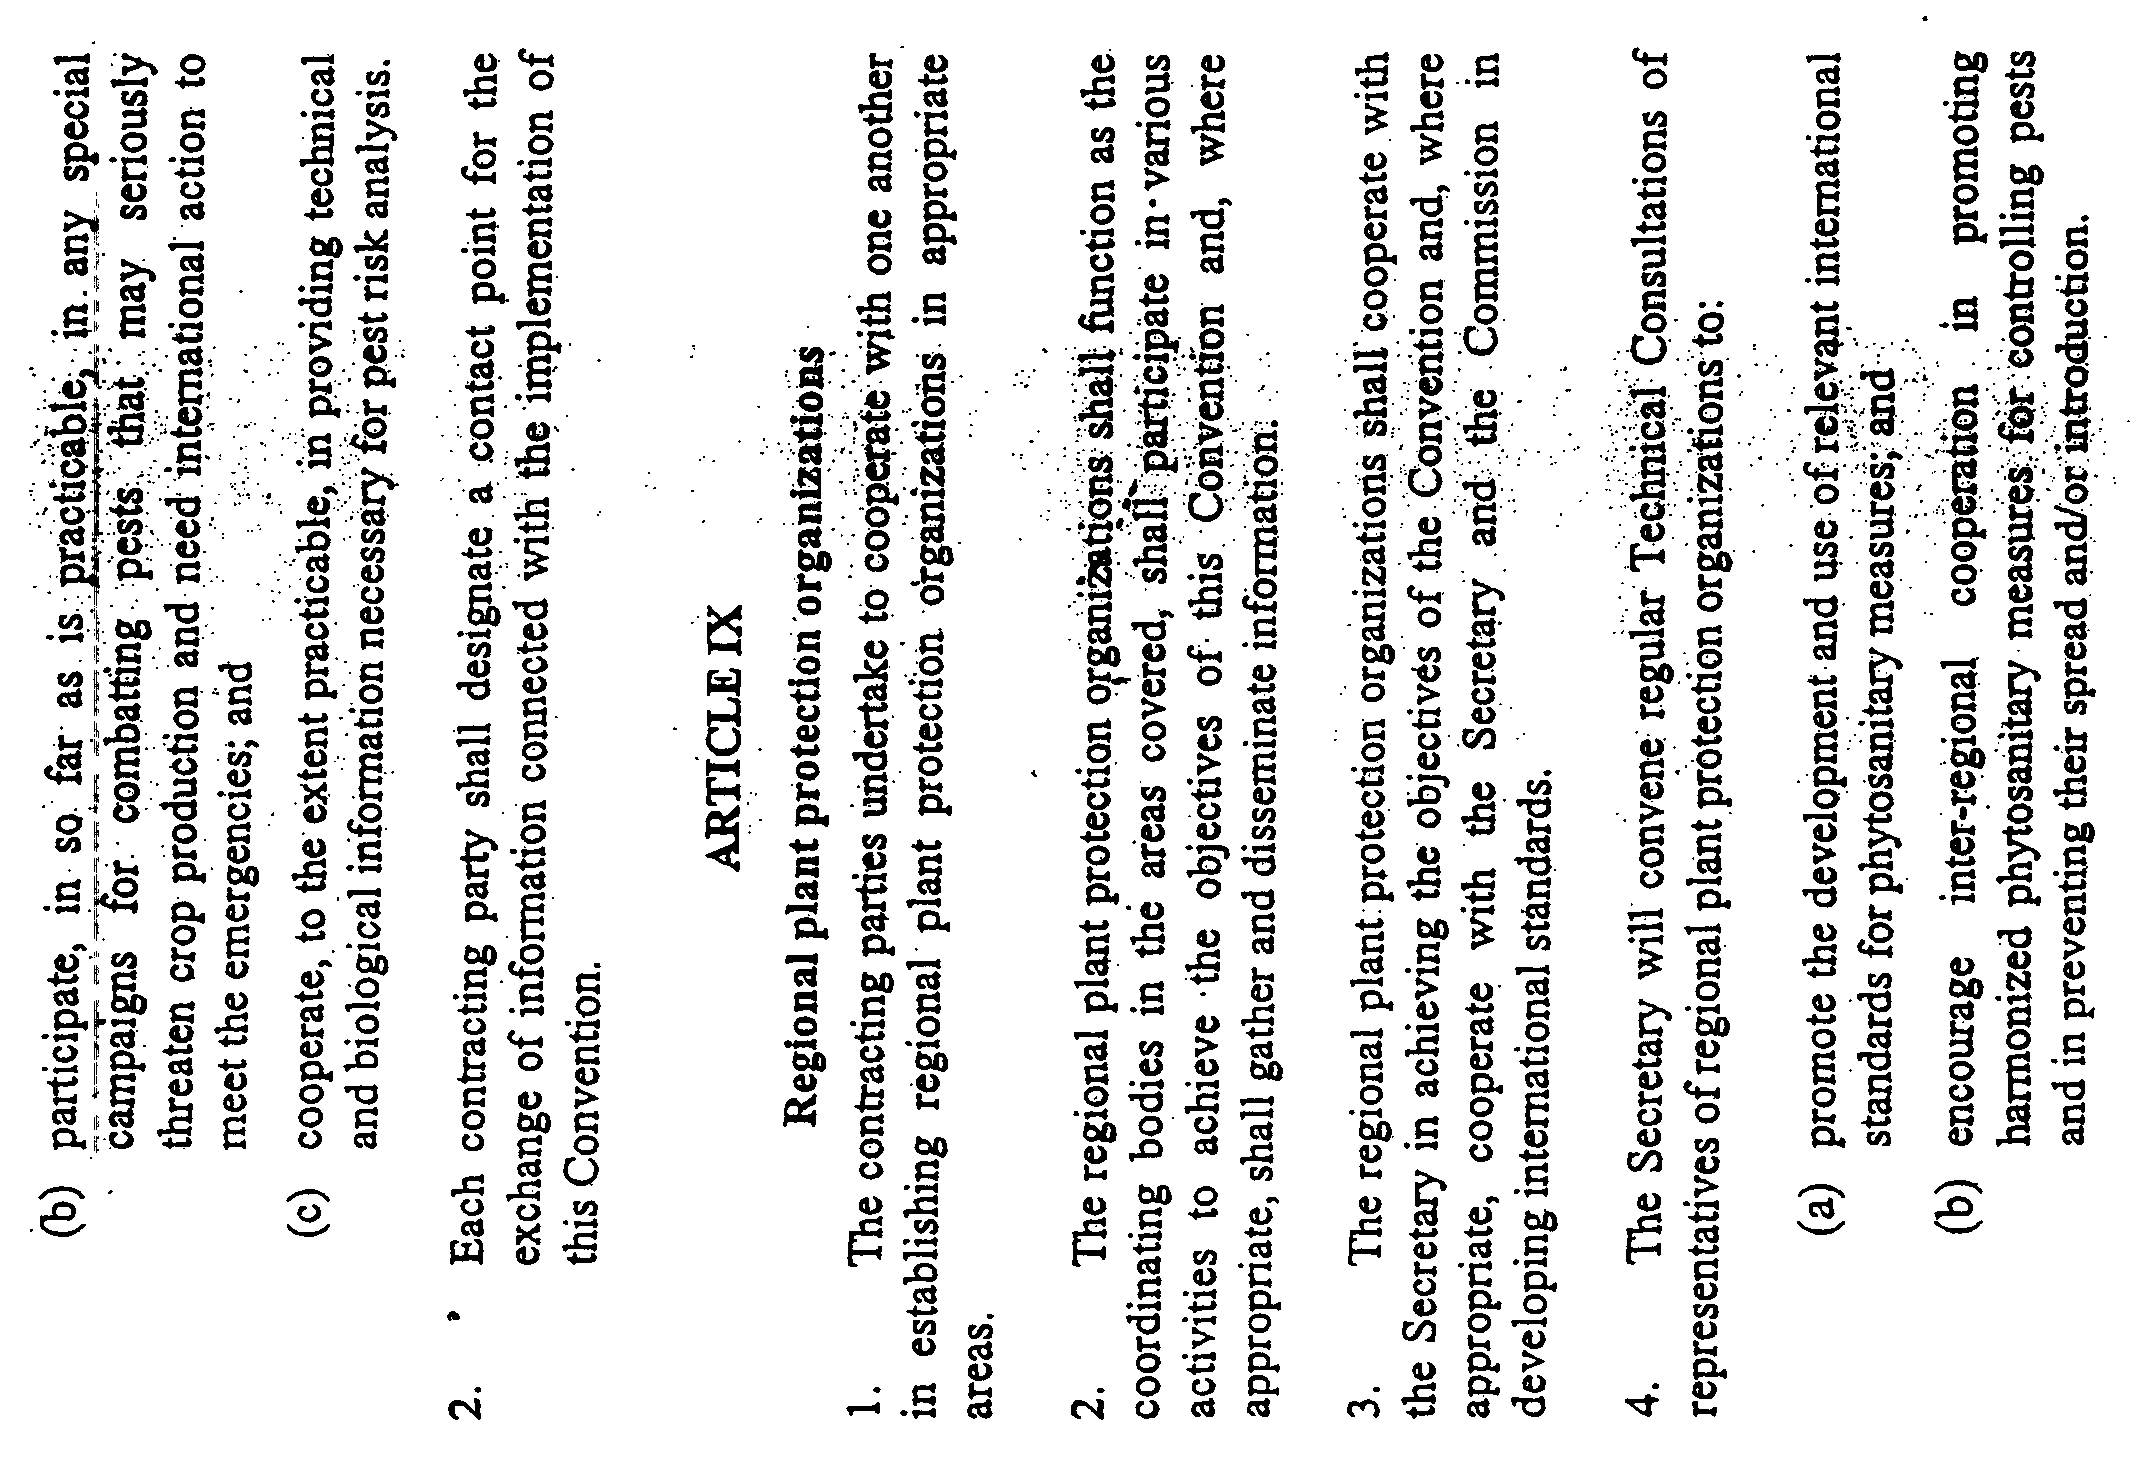 (b) participate, in so far as is practicable, in any special
campaigns for combatting pests that may seriously
threaten crop production and need international action to
meet the emergencies; and
(c) cooperate, to the extent practicable, in providing technical
and biological information necessary for pest risk analysis.
2. Each contracting party shall designate a contact point for the
exchange of information connected with the implementation of
this Convention.
ARTICLE IX
Regional plant protection organizations
1. The contracting parties undertake to cooperate with one another
in establishing regional plant protection organizations in appropriate
areas.
2. The regional plant protection organizations shall function as the
coordinating bodies in the areas covered, shall participate in various
activities to achieve the objectives of this Convention and, where
appropriate, shall gather and disseminate information.
3. The regional plant protection organizations shall cooperate with
the Secretary in achieving the objectives of the Convention and, where
appropriate, cooperate with the Secretary and the Commission in
developing international standards.
4. The Secretary will convene regular Technical Consultations of
representatives of regional plant protection organizations to:
(a) promote the development and use of relevant international
standards for phytosanitary measures; and
(b) encourage inter-regional cooperation in promoting
harmonized phytosanitary measures for controlling pests
and in preventing their spread and/or introduction.